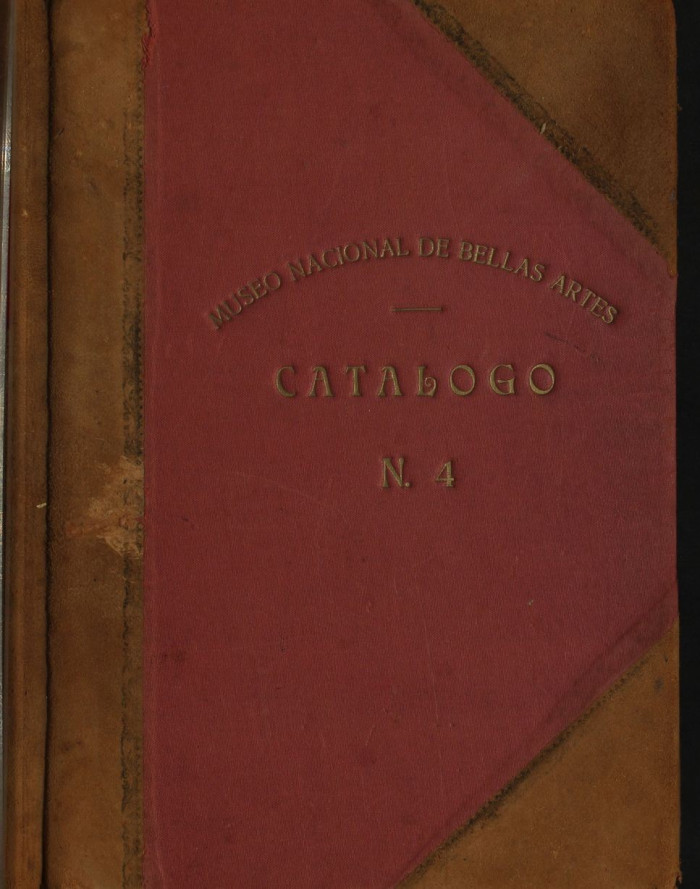 MUSEO NACIONAL DE BELLAS ARTES
CATALOGO
N. 4